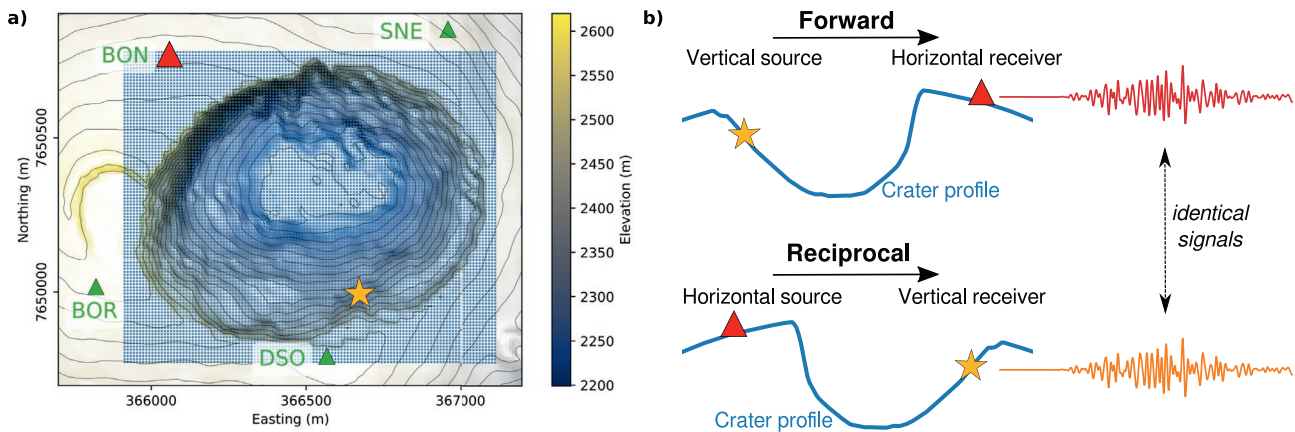 a)
SNE
BON
BOR
DSO
7650500
7650000
Northing (m)
366000
366500
367000
Easting (m)
2600
2550
2500
2450
2400
2350
2300
2250
2200
Elevation (m)
b)
Forward
Vertical source
Horizontal receiver
Crater profile
identical
signals
Reciprocal
Horizontal source
Vertical receiver
Crater profile